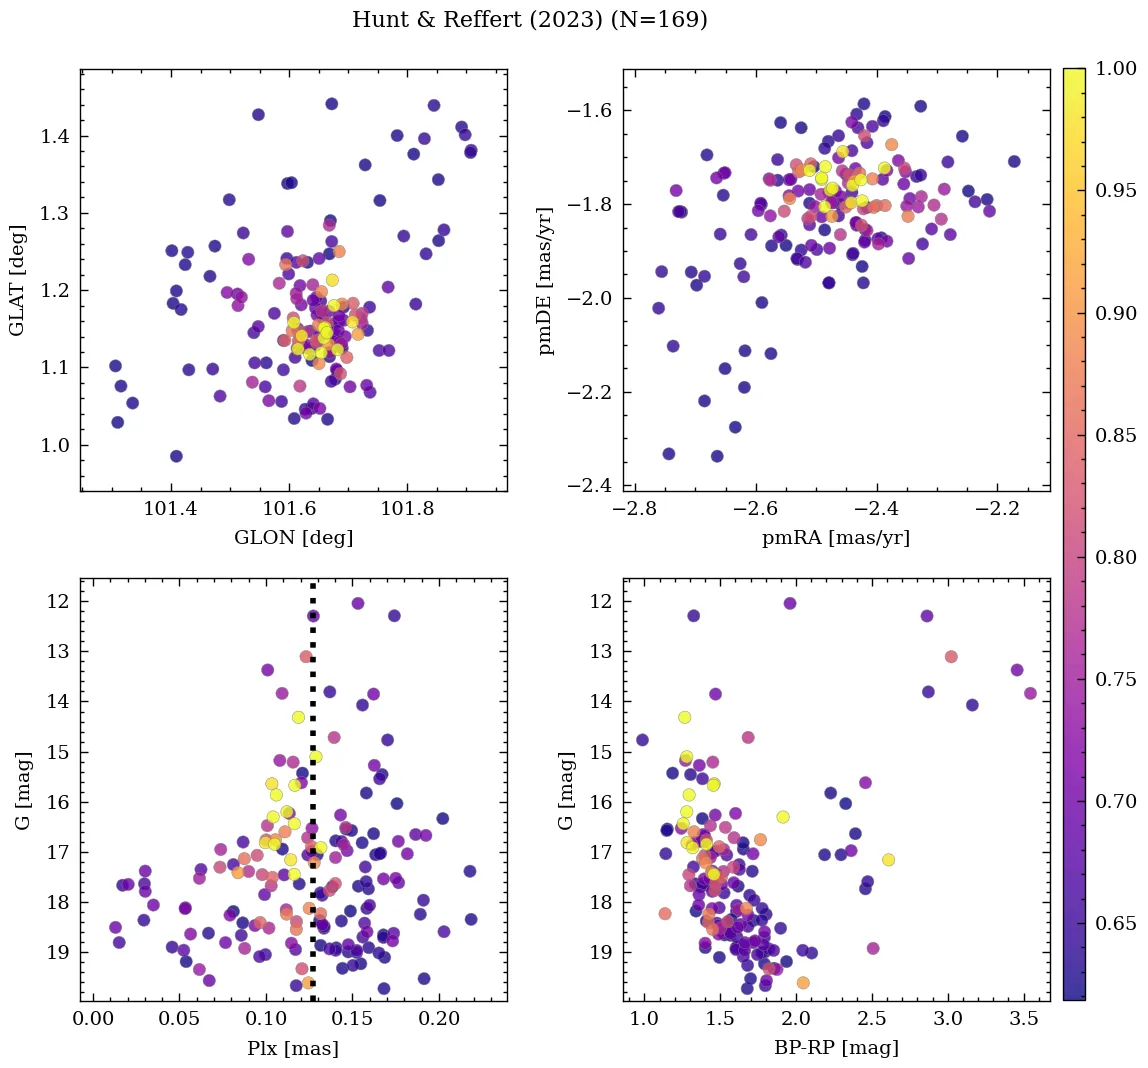 Hunt & Reffert (2023) (N=169)
1.4
1.3
1.2
1.1
1.0
GLAT [deg]
101.4 101.6 101.8
GLON [deg]
−1.6
−1.8
−2.0
−2.2
−2.4
pmDE [mas/yr]
−2.8 −2.6 −2.4 −2.2
pmRA [mas/yr]
12
13
14
15
16
17
18
19
G [mag]
0.00 0.05 0.10 0.15 0.20
Plx [mas]
12
13
14
15
16
17
18
19
G [mag]
1.0 1.5 2.0 2.5 3.0 3.5
BP-RP [mag]
1.00
0.95
0.90
0.85
0.80
0.75
0.70
0.65